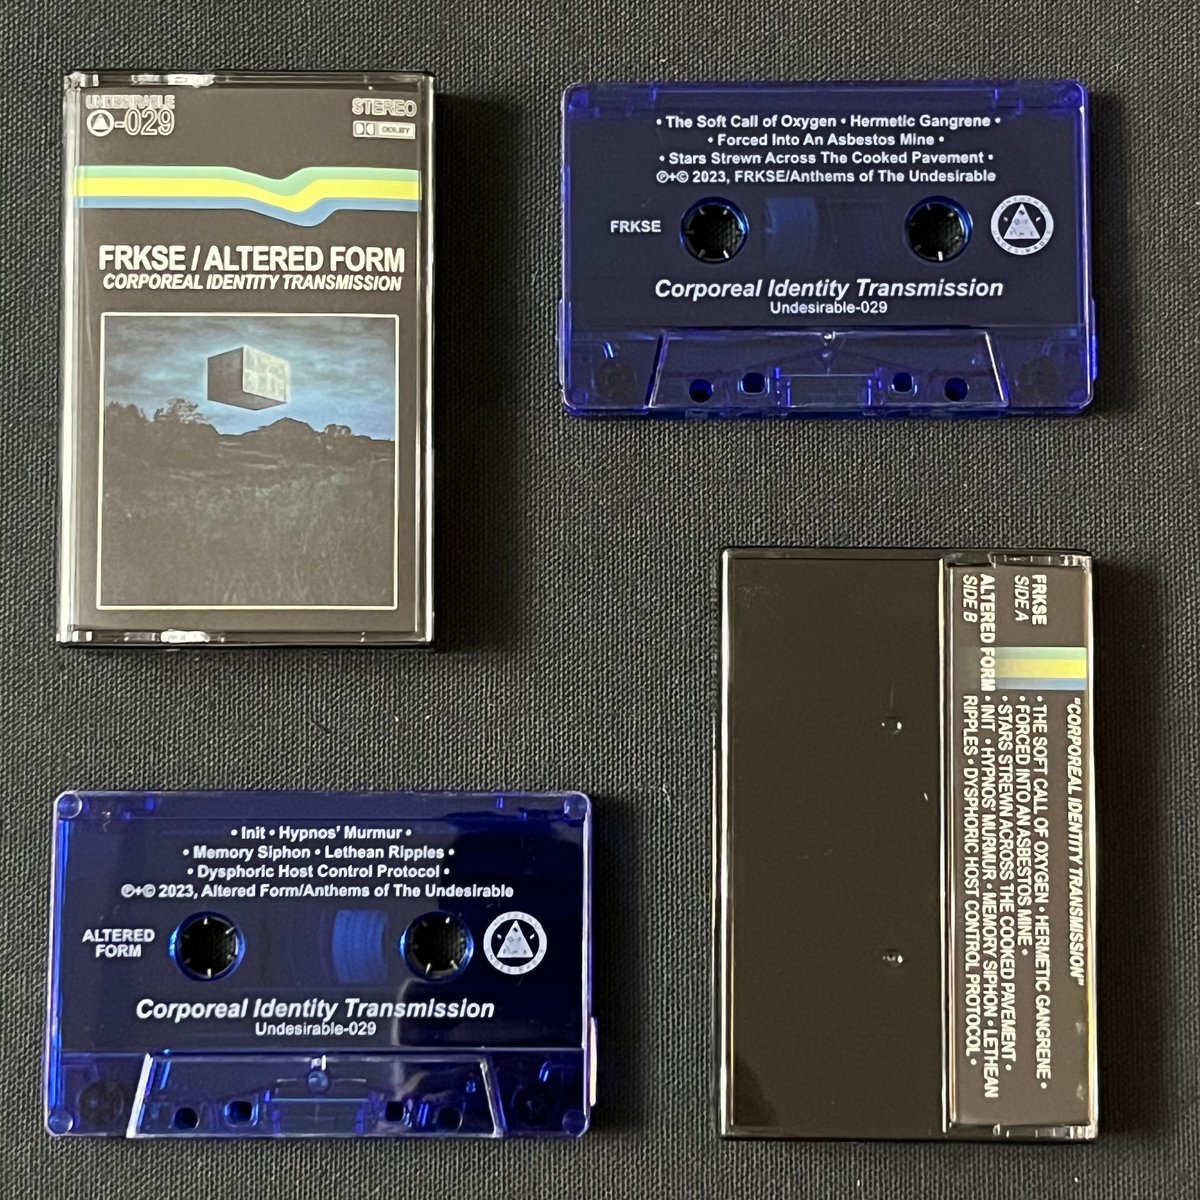 UNDESIRABLE
-029
STEREO
DOLBY
FRKSE / ALTERED FORM
CORPOREAL IDENTITY TRANSMISSION
• The Soft Call of Oxygen • Hermetic Gangrene •
• Forced Into An Asbestos Mine •
• Stars Strewn Across The Cooked Pavement •
℗+© 2023, FRKSE/Anthems of The Undesirable
FRKSE
Corporeal Identity Transmission
Undesirable-029
• Init • Hypnos' Murmur •
• Memory Siphon • Lethean Ripples •
• Dysphoric Host Control Protocol •
℗+© 2023, Altered Form/Anthems of The Undesirable
ALTERED
FORM
Corporeal Identity Transmission
Undesirable-029
"CORPOREAL IDENTITY TRANSMISSION"
FRKSE
SIDE A
• THE SOFT CALL OF OXYGEN • HERMETIC GANGRENE •
• FORCED INTO AN ASBESTOS MINE •
• STARS STREWN ACROSS THE COOKED PAVEMENT •
ALTERED FORM
SIDE B
• INIT • HYPNOS' MURMUR • MEMORY SIPHON • LETHEAN
RIPPLES • DYSPHORIC HOST CONTROL PROTOCOL •